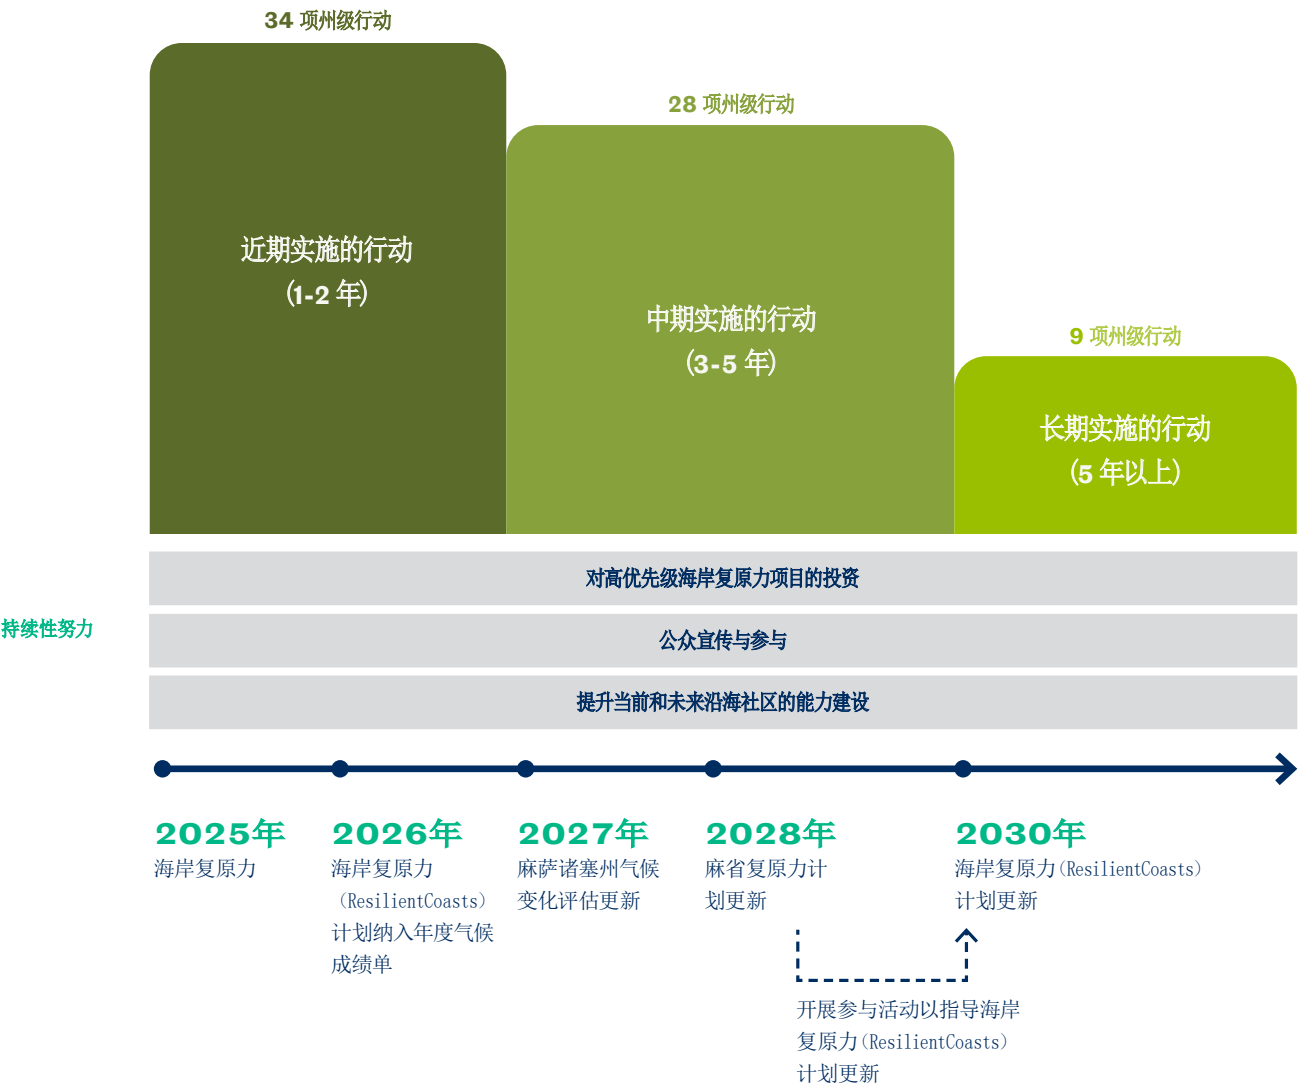 34 项州级行动
28 项州级行动
近期实施的行动
(1-2 年)
中期实施的行动
(3-5 年)
9 项州级行动
长期实施的行动
(5 年以上)
对高优先级海岸复原力项目的投资
持续性努力
公众宣传与参与
提升当前和未来沿海社区的能力建设
2025年
海岸复原力
2026年
海岸复原力
（ResilientCoasts）
计划纳入年度气候
成绩单
2027年
麻萨诸塞州气候
变化评估更新
2028年
麻省复原力计
划更新
2030年
海岸复原力（ResilientCoasts）
计划更新
开展参与活动以指导海岸
复原力（ResilientCoasts）
计划更新